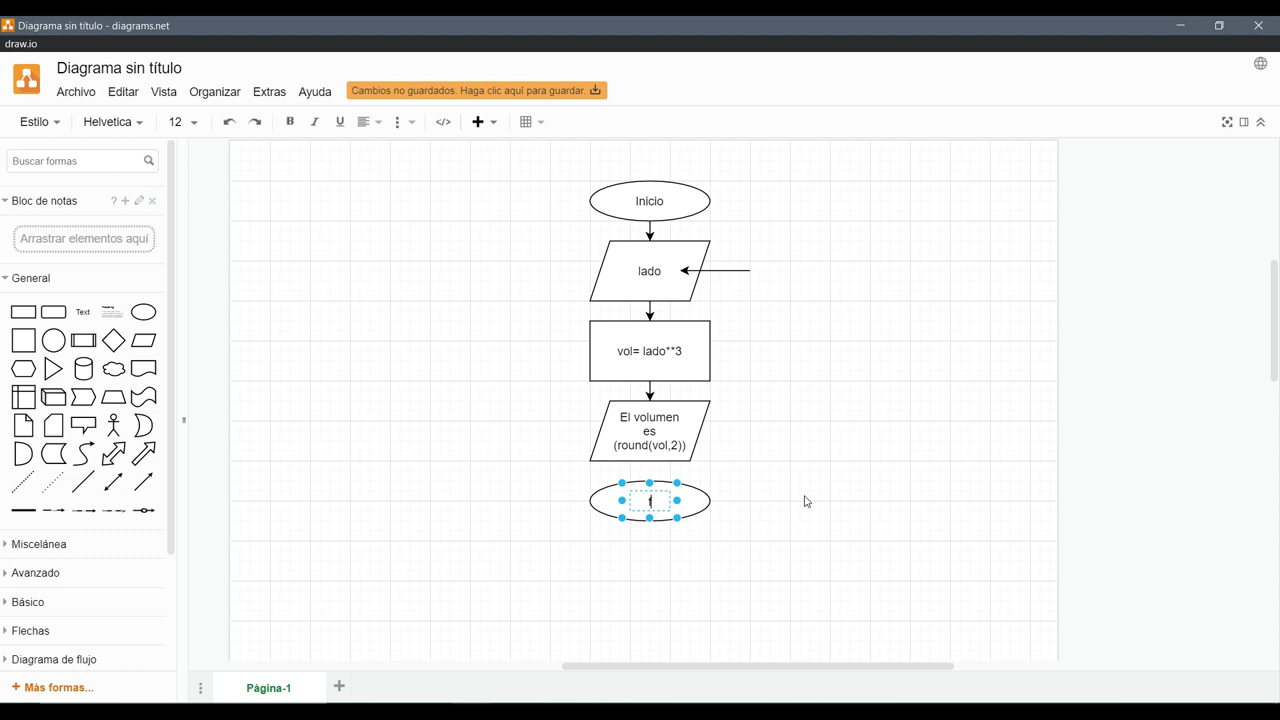 Diagrama sin título - diagrams.net
draw.io
Diagrama sin título
Archivo Editar Vista Organizar Extras Ayuda
Cambios no guardados. Haga clic aquí para guardar.
Estilo Helvetica 12 B I U </>
Buscar formas
Bloc de notas ?
Arrastrar elementos aquí
General
Text
Heading
Misceláneа
Avanzado
Básico
Flechas
Diagrama de flujo
+ Más formas...
Inicio
lado
vol= lado**3
El volumen
es
(round(vol,2))
f
Página-1